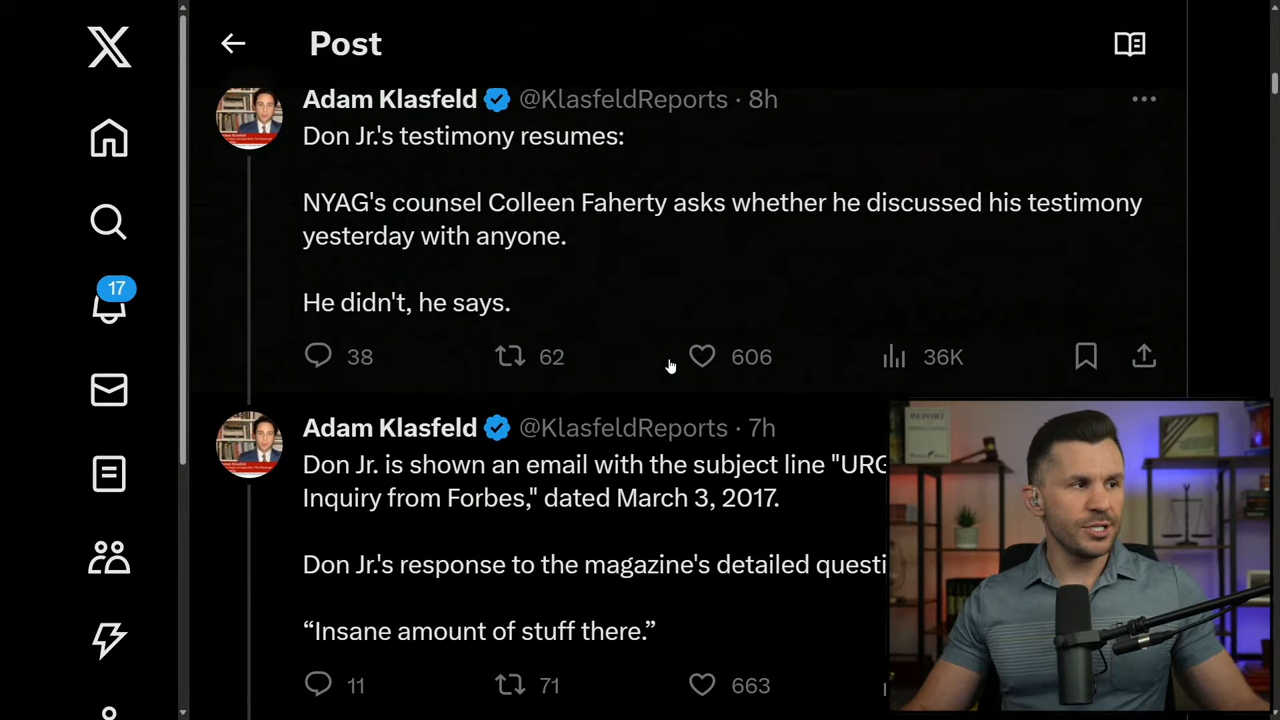 Post
Adam Klasfeld @KlasfeldReports · 8h
Don Jr.'s testimony resumes:
NYAG's counsel Colleen Faherty asks whether he discussed his testimony
yesterday with anyone.
He didn't, he says.
38 62 606 36K
17
Adam Klasfeld @KlasfeldReports · 7h
Don Jr. is shown an email with the subject line "URG
Inquiry from Forbes," dated March 3, 2017.
Don Jr.'s response to the magazine's detailed questi
“Insane amount of stuff there.”
11 71 663